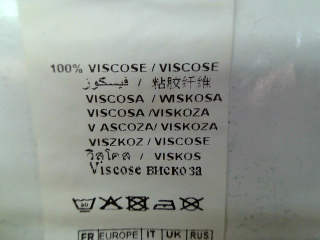 100% VISCOSE / VISCOSE
فيسكوز / 粘胶纤维
VISCOSA / WISKOSA
VISCOSA /VISKOZA
V ASCOZA/ VISKOZA
VISZKOZ / VISCOSE
วิสโคส / VISKOS
Viscose вискоза
FR EUROPE IT UK RUS